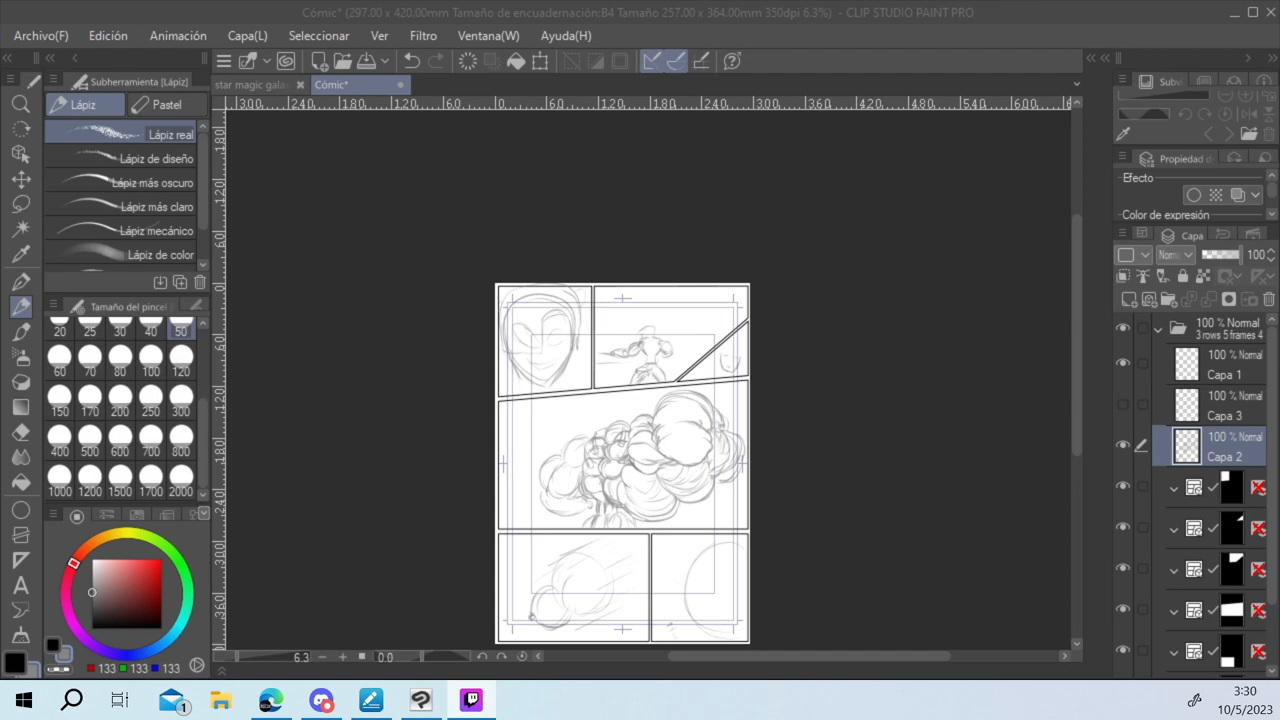 Cómic* (297.00 x 420.00mm Tamaño de encuadernación:B4 Tamaño 257.00 x 364.00mm 350dpi 6.3%) - CLIP STUDIO PAINT PRO
Archivo(F) Edición Animación Capa(L) Seleccionar Ver Filtro Ventana(W) Ayuda(H)
Subherramienta [Lápiz]
star magic gala
Cómic*
Lápiz Pastel
Lápiz real
Lápiz de diseño
Lápiz más oscuro
Lápiz más claro
Lápiz mecánico
Lápiz de color
Tamaño del pincel
20 25 30 40 50
60 70 80 100 120
150 170 200 250 300
400 500 600 700 800
1000 1200 1500 1700 2000
133 133 133
6.3
0.0
Propiedad d
Efecto
Color de expresión
Capa
100
100 % Normal
3 rows 5 frames 4
100 % Normal
Capa 1
100 % Normal
Capa 3
100 % Normal
Capa 2
1
3:30
10/5/2023